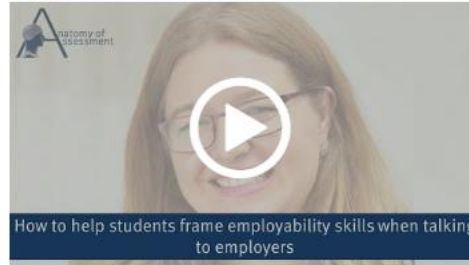 Anatomy of
Assessment
How to help students frame employability skills when talking
to employers